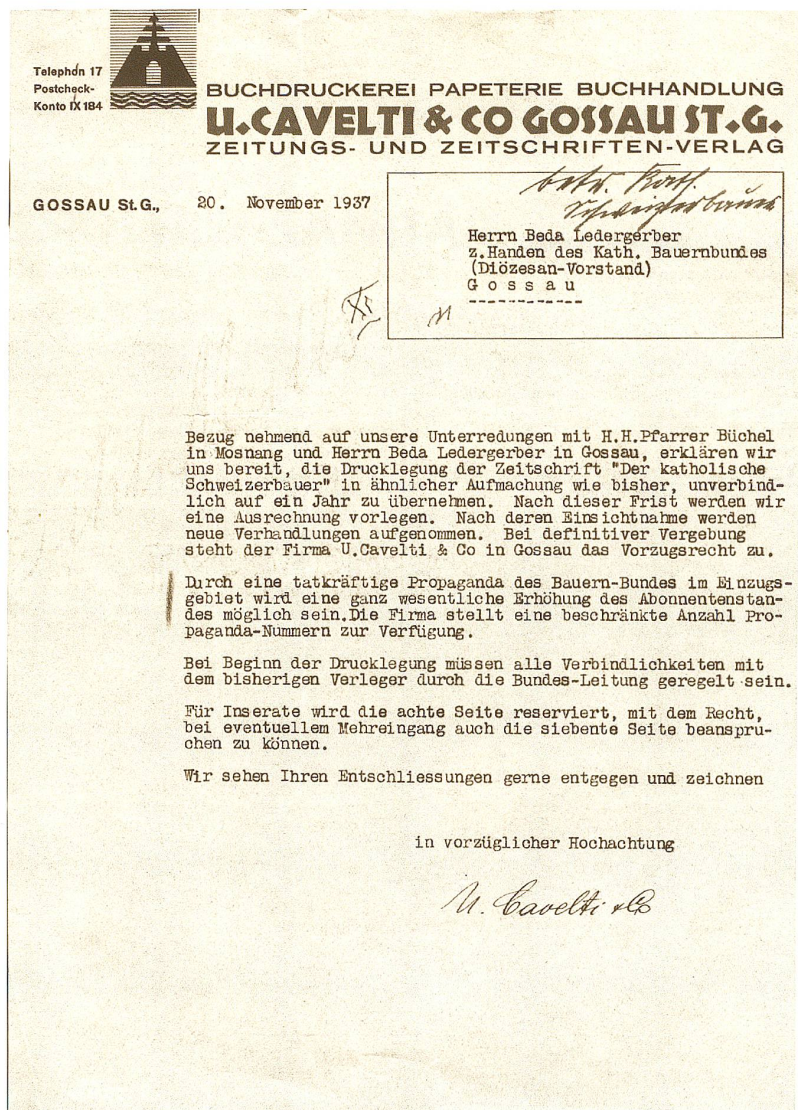 Telephon 17
Postcheck-
Konto IX 184
BUCHDRUCKEREI PAPETERIE BUCHHANDLUNG
U. CAVELTI & CO GOSSAU ST. G.
ZEITUNGS- UND ZEITSCHRIFTEN-VERLAG
GOSSAU St. G., 20. November 1937
betr. Kath.
Schweizerbauer
Herrn Beda Ledergerber
z.Handen des Kath. Bauernbundes
(Diözesan-Vorstand)
G o s s a u
------------
Bezug nehmend auf unsere Unterredungen mit H.H.Pfarrer Büchel
in Mosnang und Herrn Beda Ledergerber in Gossau, erklären wir
uns bereit, die Drucklegung der Zeitschrift "Der katholische
Schweizerbauer" in ähnlicher Aufmachung wie bisher, unverbind-
lich auf ein Jahr zu übernehmen. Nach dieser Frist werden wir
eine Ausrechnung vorlegen. Nach deren Einsichtnahme werden
neue Verhandlungen aufgenommen. Bei definitiver Vergebung
steht der Firma U.Cavelti & Co in Gossau das Vorzugsrecht zu.
Durch eine tatkräftige Propaganda des Bauern-Bundes im Einzugs-
gebiet wird eine ganz wesentliche Erhöhung des Abonnentenstan-
des möglich sein.Die Firma stellt eine beschränkte Anzahl Pro-
paganda-Nummern zur Verfügung.
Bei Beginn der Drucklegung müssen alle Verbindlichkeiten mit
dem bisherigen Verleger durch die Bundes-Leitung geregelt sein.
Für Inserate wird die achte Seite reserviert, mit dem Recht,
bei eventuellem Mehreingang auch die siebente Seite beanspru-
chen zu können.
Wir sehen Ihren Entschliessungen gerne entgegen und zeichnen
in vorzüglicher Hochachtung
U. Cavelti & Co